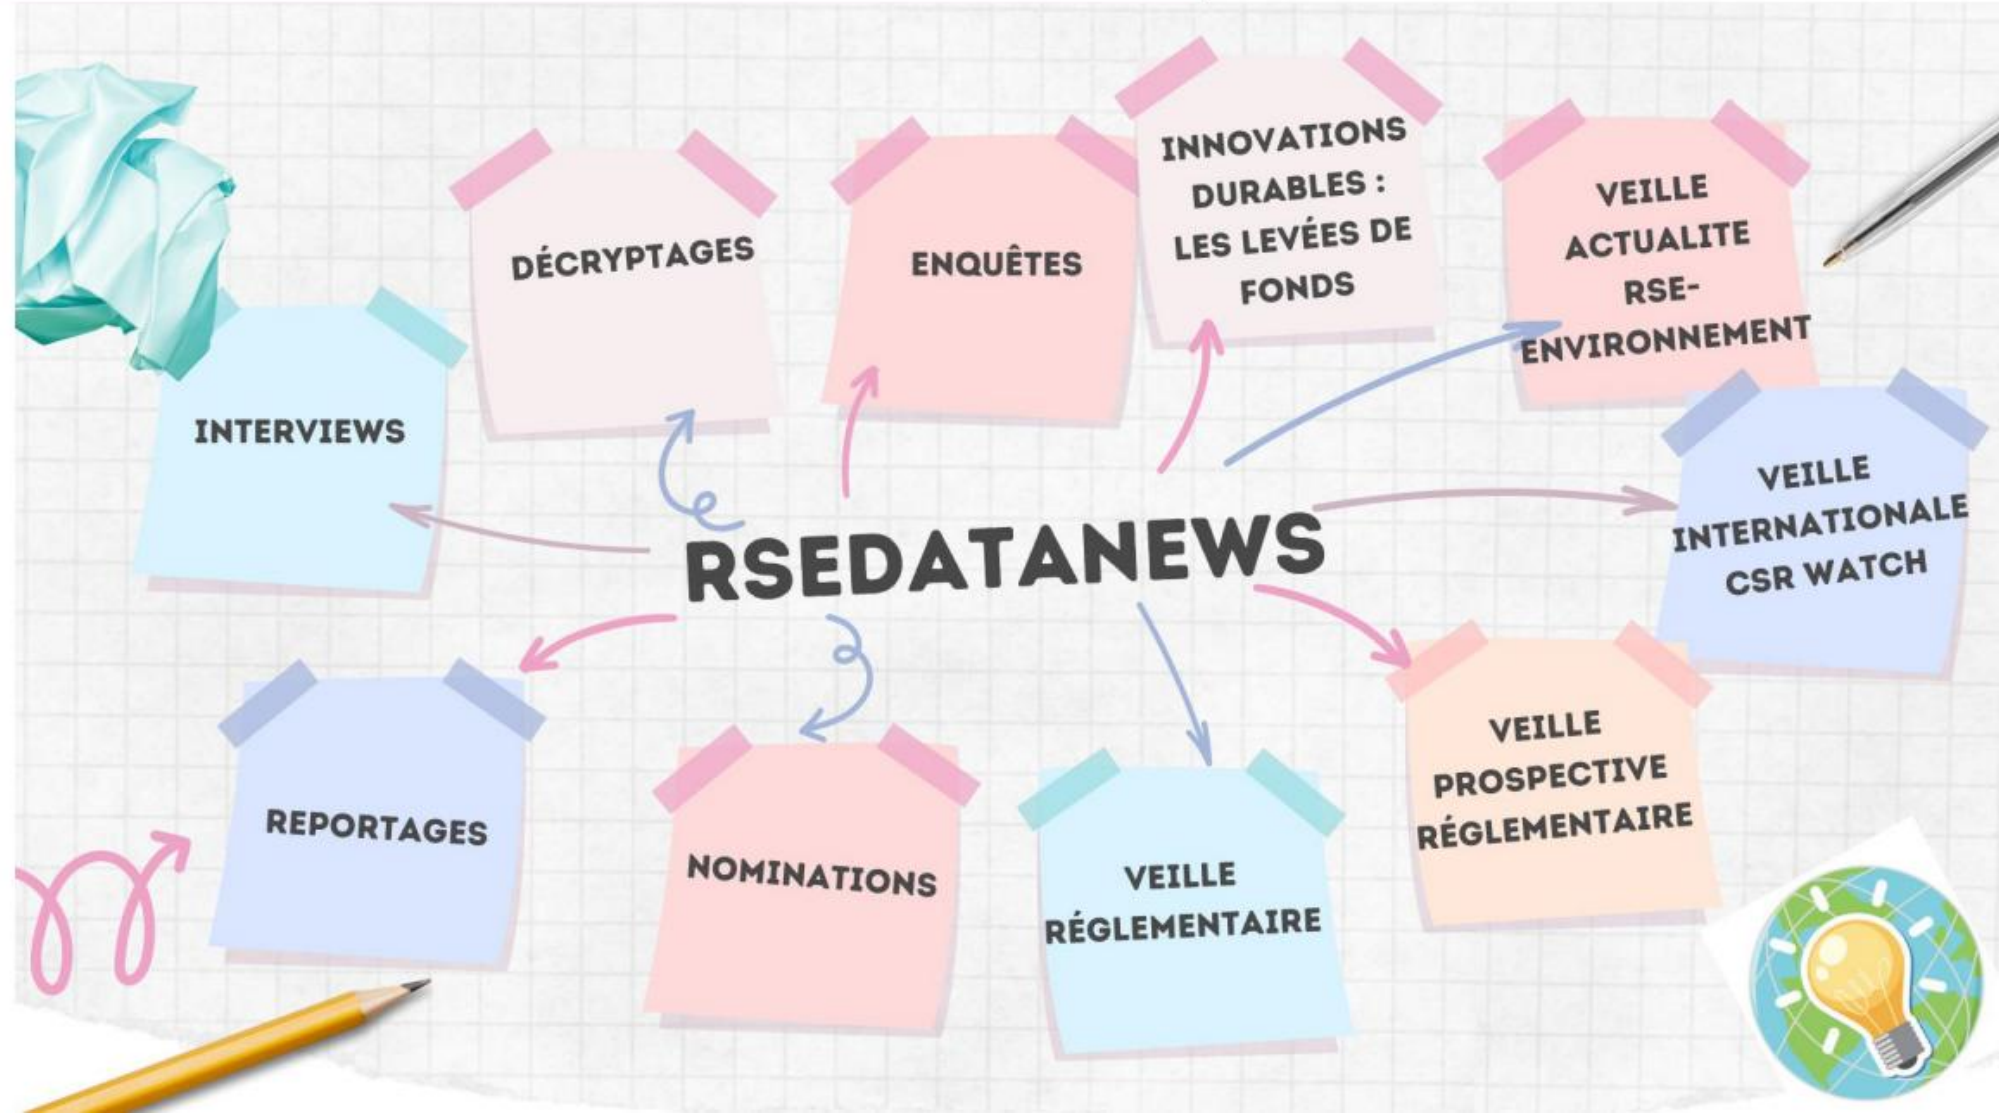 INNOVATIONS
DURABLES :
LES LEVÉES DE
FONDS
VEILLE
ACTUALITE
RSE-
ENVIRONNEMENT
DÉCRYPTAGES
ENQUÊTES
INTERVIEWS
VEILLE
INTERNATIONALE
CSR WATCH
RSEDATANEWS
REPORTAGES
NOMINATIONS
VEILLE
RÉGLEMENTAIRE
VEILLE
PROSPECTIVE
RÉGLEMENTAIRE